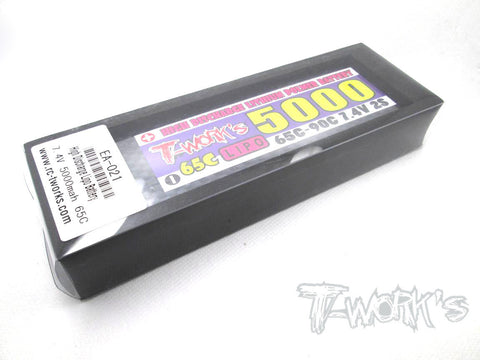 HIGH DISCHARGE LITHIUM POLYMER BATTERY
T-WORK's
5000
65C
LIPO
65C-90C 7.4V 2S
EA-021
High Discharge Lipo Battery
7.4V 5000mah 65C
www.rc-tworks.com
T-WORK's